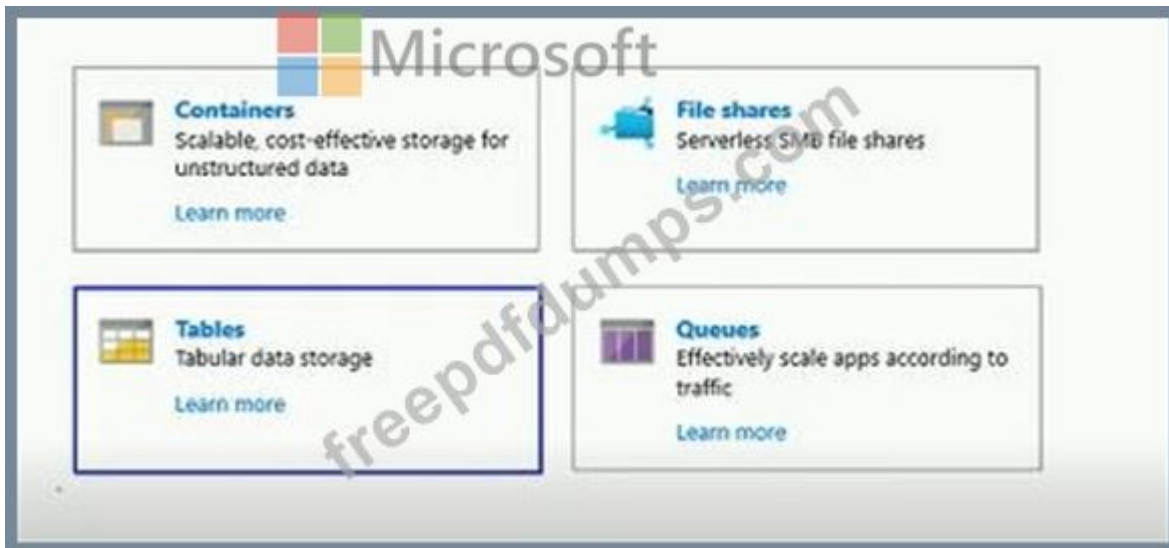 Microsoft
Containers
Scalable, cost-effective storage for
unstructured data
Learn more
File shares
Serverless SMB file shares
Learn more
Tables
Tabular data storage
Learn more
Queues
Effectively scale apps according to
traffic
Learn more
freepdfdumps.com